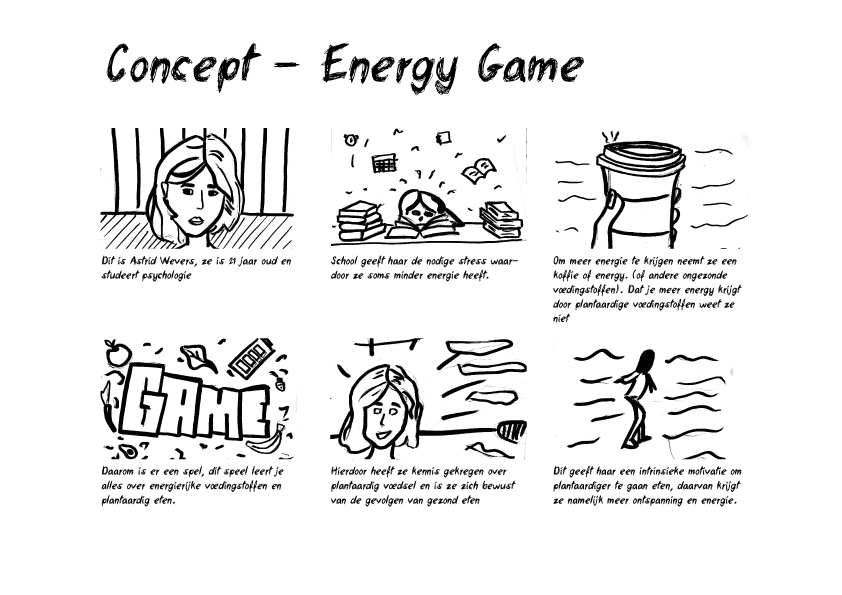 Concept - Energy Game
Dit is Astrid Wevers, ze is 21 jaar oud en
studeert psychologie
School geeft haar de nodige stress waar-
door ze soms minder energie heeft.
Om meer energie te krijgen neemt ze een
koffie of energy. (of andere ongezonde
voedingstoffen). Dat je meer energy krijgt
door plantaardige voedingstoffen weet ze
niet
GAME
Daarom is er een spel, dit speel leert je
alles over energierijke voedingstoffen en
plantaardig eten.
Hierdoor heeft ze kennis gekregen over
plantaardig voedsel en is ze zich bewust
van de gevolgen van gezond eten
Dit geeft haar een intrinsieke motivatie om
plantaardiger te gaan eten, daarvan krijgt
ze namelijk meer ontspanning en energie.